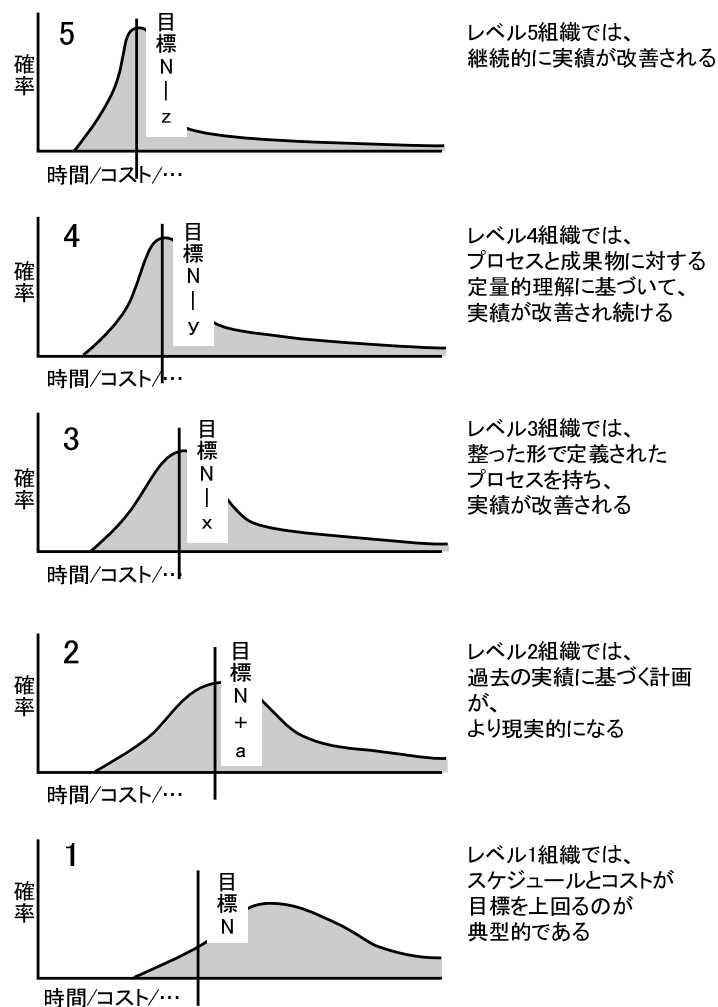 5
確率
目標N－z
時間/コスト/…
レベル5組織では、
継続的に実績が改善される
4
確率
目標N－y
時間/コスト/…
レベル4組織では、
プロセスと成果物に対する
定量的理解に基づいて、
実績が改善され続ける
3
確率
目標N－x
時間/コスト/…
レベル3組織では、
整った形で定義された
プロセスを持ち、
実績が改善される
2
確率
目標N＋a
時間/コスト/…
レベル2組織では、
過去の実績に基づく計画
が、
より現実的になる
1
確率
目標N
時間/コスト/…
レベル1組織では、
スケジュールとコストが
目標を上回るのが
典型的である